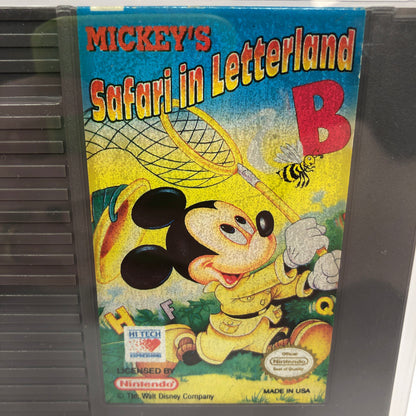 MICKEY'S
Safari in Letterland
B
H
F
Q
HI TECH
EXPRESSIONS
LICENSED BY
Nintendo
© The Walt Disney Company
Official
Nintendo
Seal of Quality
MADE IN USA